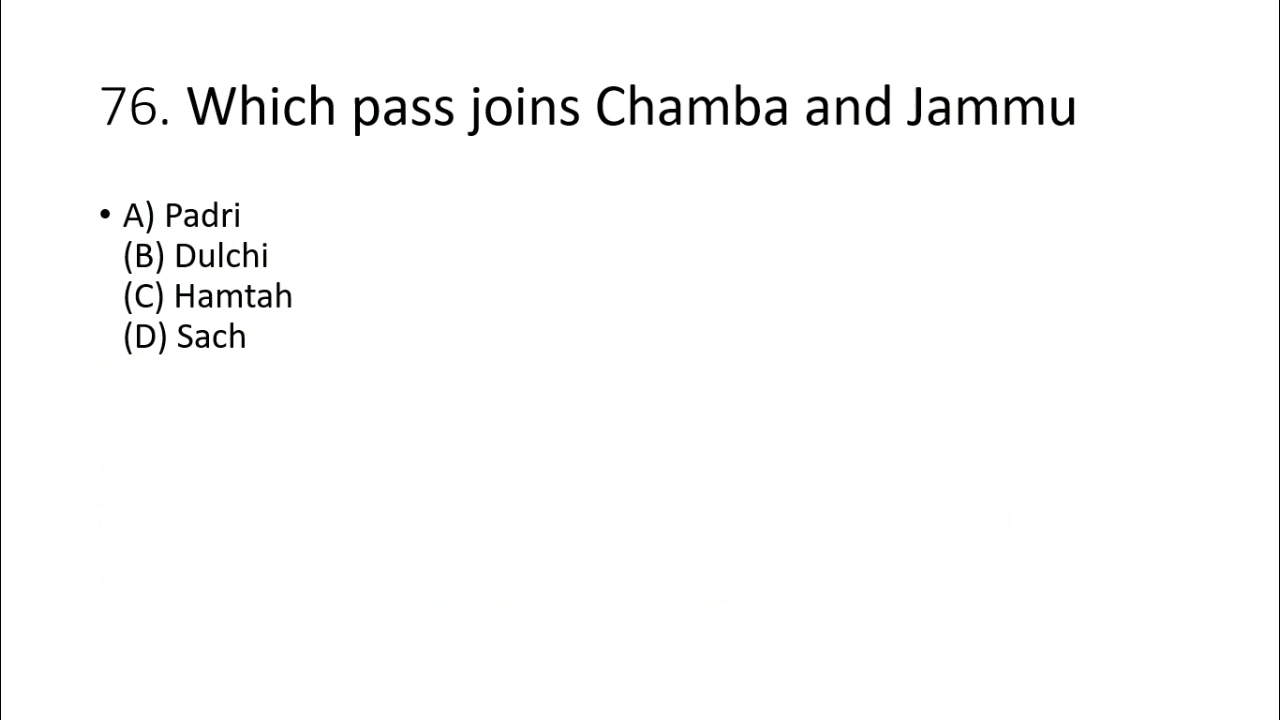 76. Which pass joins Chamba and Jammu
• A) Padri
(B) Dulchi
(C) Hamtah
(D) Sach